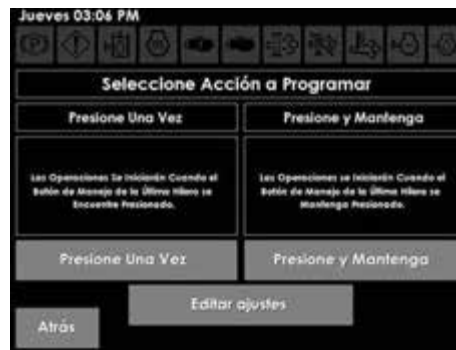 Jueves 03:06 PM
Seleccione Acción a Programar
Presione Una Vez
Presione y Mantenga
Las Operaciones Se Iniciarán Cuando el
Botón de Manejo de la Última Hilera se
Encuentre Presionado.
Las Operaciones se Iniciarán Cuando el
Botón de Manejo de la Última Hilera se
Mantenga Presionado.
Presione Una Vez
Presione y Mantenga
Editar ajustes
Atrás